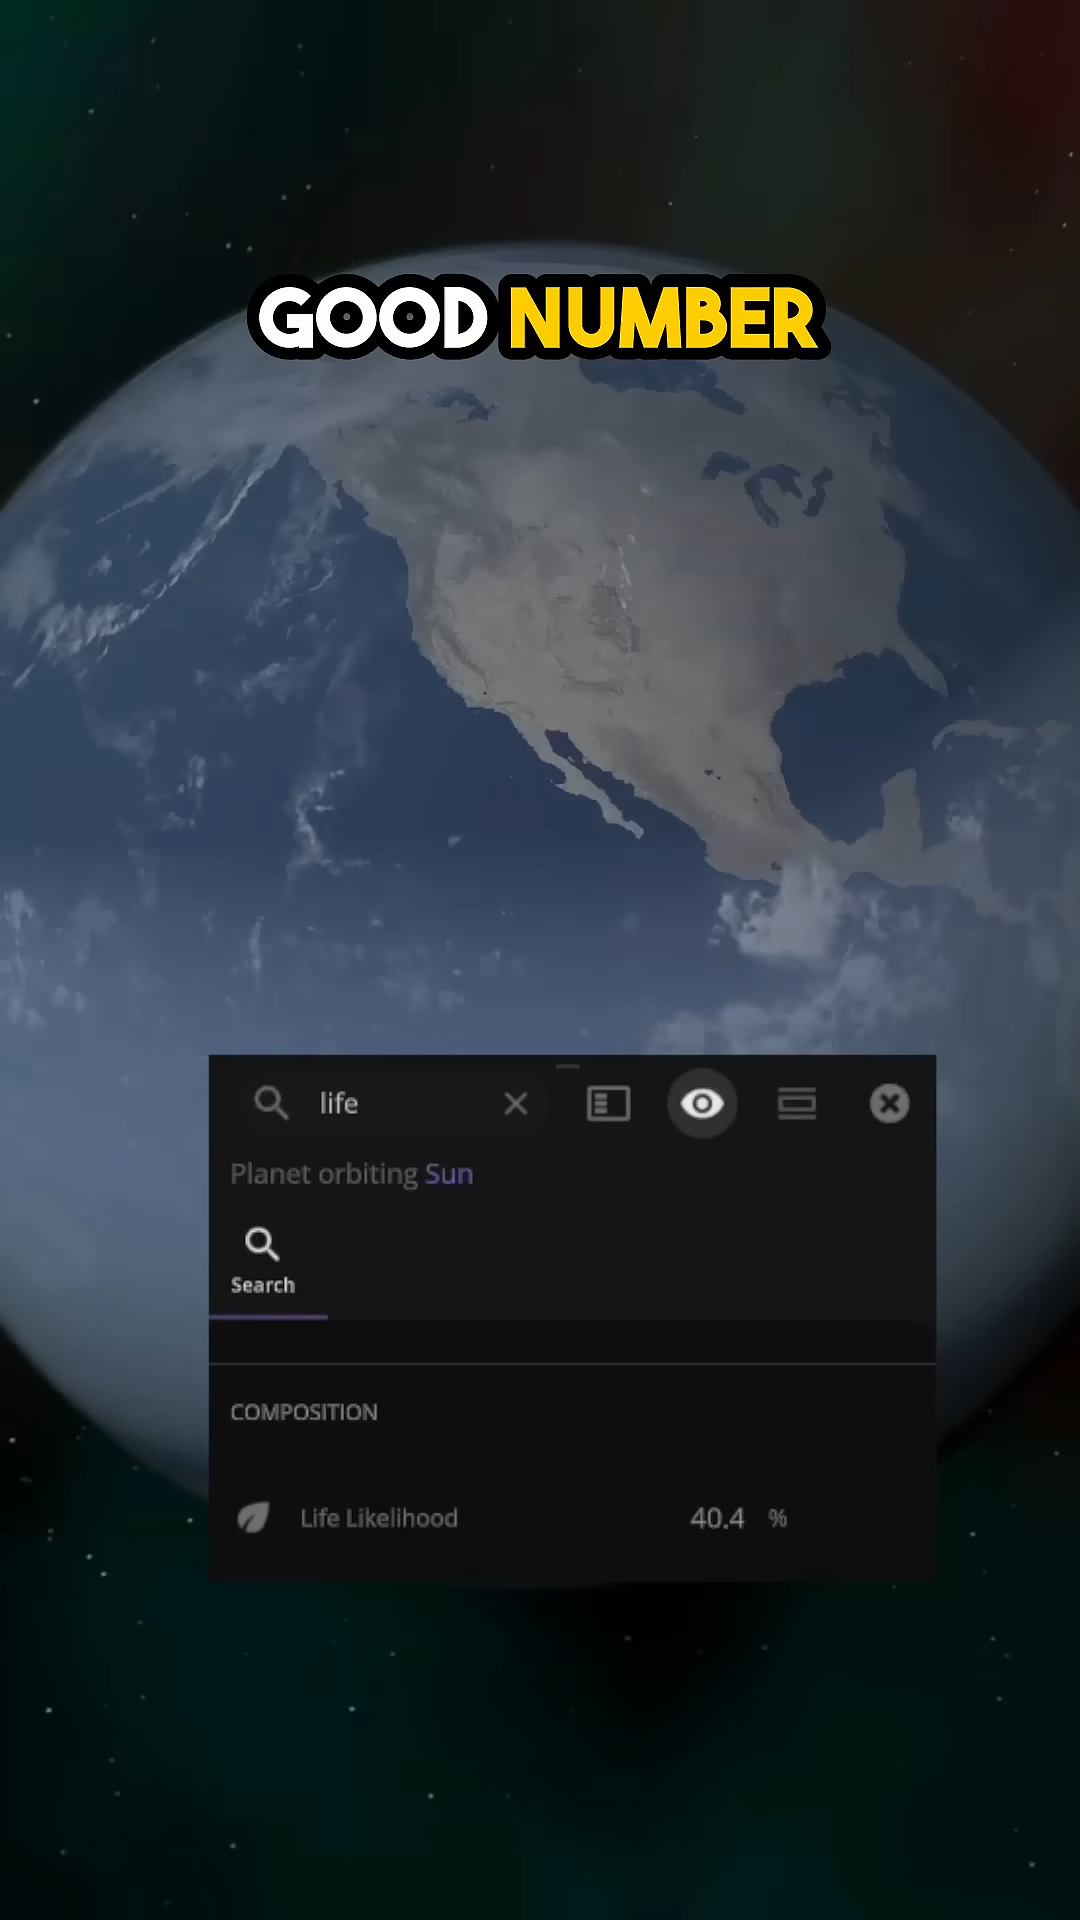 GOOD NUMBER
life
Planet orbiting Sun
Search
COMPOSITION
Life Likelihood 40.4 %